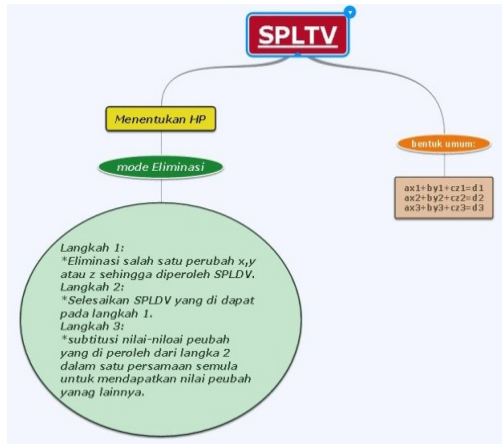 SPLTV
Menentukan HP
mode Eliminasi
Langkah 1:
*Eliminasi salah satu perubah x,y
atau z sehingga diperoleh SPLDV.
Langkah 2:
*Selesaikan SPLDV yang di dapat
pada langkah 1.
Langkah 3:
*subtitusi nilai-niloai peubah
yang di peroleh dari langka 2
dalam satu persamaan semula
untuk mendapatkan nilai peubah
yanag lainnya.
bentuk umum:
ax1+by1+cz1=d1
ax2+by2+cz2=d2
ax3+by3+cz3=d3